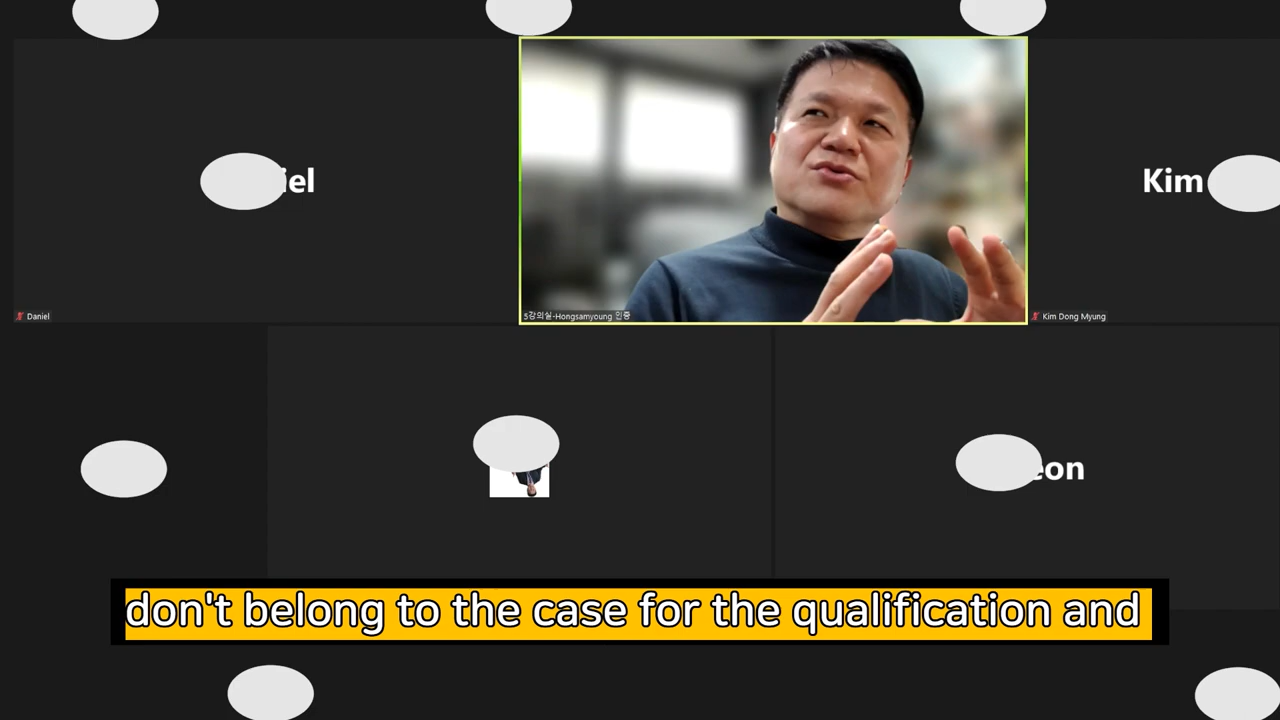 iel
Kim
Daniel
5강의실-Hongsamyoung 인증
Kim Dong Myung
eon
don't belong to the case for the qualification and